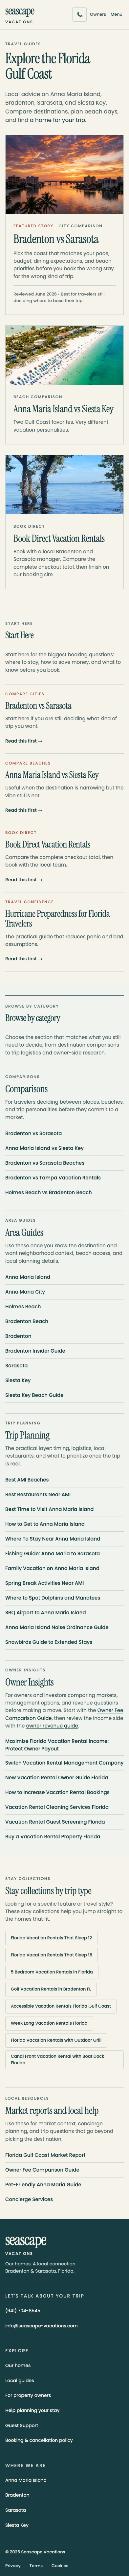 seascape
VACATIONS
Owners
Menu
TRAVEL GUIDES
Explore the Florida
Gulf Coast
Local advice on Anna Maria Island,
Bradenton, Sarasota, and Siesta Key.
Compare destinations, plan beach days,
and find a home for your trip.
FEATURED STORY CITY COMPARISON
Bradenton vs Sarasota
Pick the coast that matches your pace,
budget, dining expectations, and beach
priorities before you book the wrong stay
for the wrong kind of trip.
Reviewed June 2025 • Best for travelers still
deciding where to base their trip
BEACH COMPARISON
Anna Maria Island vs Siesta Key
Two Gulf Coast favorites. Very different
vacation personalities.
BOOK DIRECT
Book Direct Vacation Rentals
Book with a local Bradenton and
Sarasota manager. Compare the
complete checkout total, then finish on
our booking site.
START HERE
Start Here
Start here for the biggest booking questions:
where to stay, how to save money, and what to
know before you book.
COMPARE CITIES
Bradenton vs Sarasota
Start here if you are still deciding what kind of
trip you want.
Read this first →
COMPARE BEACHES
Anna Maria Island vs Siesta Key
Useful when the destination is narrowing but the
vibe still is not.
Read this first →
BOOK DIRECT
Book Direct Vacation Rentals
Compare the complete checkout total, then
book with the local team.
Read this first →
TRAVEL CONFIDENCE
Hurricane Preparedness for Florida
Travelers
The practical guide that reduces panic and bad
assumptions.
Read this first →
BROWSE BY CATEGORY
Browse by category
Choose the section that matches what you still
need to decide, from destination comparisons
to trip logistics and owner-side research.
COMPARISONS
Comparisons
For travelers deciding between places, beaches,
and trip personalities before they commit to a
market.
Bradenton vs Sarasota
Anna Maria Island vs Siesta Key
Bradenton vs Sarasota Beaches
Bradenton vs Tampa Vacation Rentals
Holmes Beach vs Bradenton Beach
AREA GUIDES
Area Guides
Use these once you know the destination and
want neighborhood context, beach access, and
local planning details.
Anna Maria Island
Anna Maria City
Holmes Beach
Bradenton Beach
Bradenton
Bradenton Insider Guide
Sarasota
Siesta Key
Siesta Key Beach Guide
TRIP PLANNING
Trip Planning
The practical layer: timing, logistics, local
restaurants, and what to prioritize once the trip
is real.
Best AMI Beaches
Best Restaurants Near AMI
Best Time to Visit Anna Maria Island
How to Get to Anna Maria Island
Where To Stay Near Anna Maria Island
Fishing Guide: Anna Maria to Sarasota
Family Vacation on Anna Maria Island
Spring Break Activities Near AMI
Where to Spot Dolphins and Manatees
SRQ Airport to Anna Maria Island
Anna Maria Island Noise Ordinance Guide
Snowbirds Guide to Extended Stays
OWNER INSIGHTS
Owner Insights
For owners and investors comparing markets,
management options, and revenue questions
before making a move. Start with the Owner Fee
Comparison Guide, then review the income side
with the owner revenue guide.
Maximize Florida Vacation Rental Income:
Protect Owner Payout
Switch Vacation Rental Management Company
New Vacation Rental Owner Guide Florida
How to Increase Vacation Rental Bookings
Vacation Rental Cleaning Services Florida
Vacation Rental Guest Screening Florida
Buy a Vacation Rental Property Florida
STAY COLLECTIONS
Stay collections by trip type
Looking for a specific feature or travel style?
These stay collections help you jump straight to
the homes that fit.
Florida Vacation Rentals That Sleep 12
Florida Vacation Rentals That Sleep 16
5 Bedroom Vacation Rentals in Florida
Golf Vacation Rentals in Bradenton FL
Accessible Vacation Rentals Florida Gulf Coast
Week Long Vacation Rentals Florida
Florida Vacation Rentals with Outdoor Grill
Canal Front Vacation Rental with Boat Dock
Florida
LOCAL RESOURCES
Market reports and local help
Use these for market context, concierge
planning, and trip questions that go beyond
picking the destination.
Florida Gulf Coast Market Report
Owner Fee Comparison Guide
Pet-Friendly Anna Maria Guide
Concierge Services
seascape
VACATIONS
Our homes. A local connection.
Bradenton & Sarasota, Florida.
LET'S TALK ABOUT YOUR TRIP
(941) 704-8545
info@seascape-vacations.com
EXPLORE
Our homes
Local guides
For property owners
Help planning your stay
Guest Support
Booking & cancellation policy
WHERE WE ARE
Anna Maria Island
Bradenton
Sarasota
Siesta Key
© 2026 Seascape Vacations
Privacy Terms Cookies